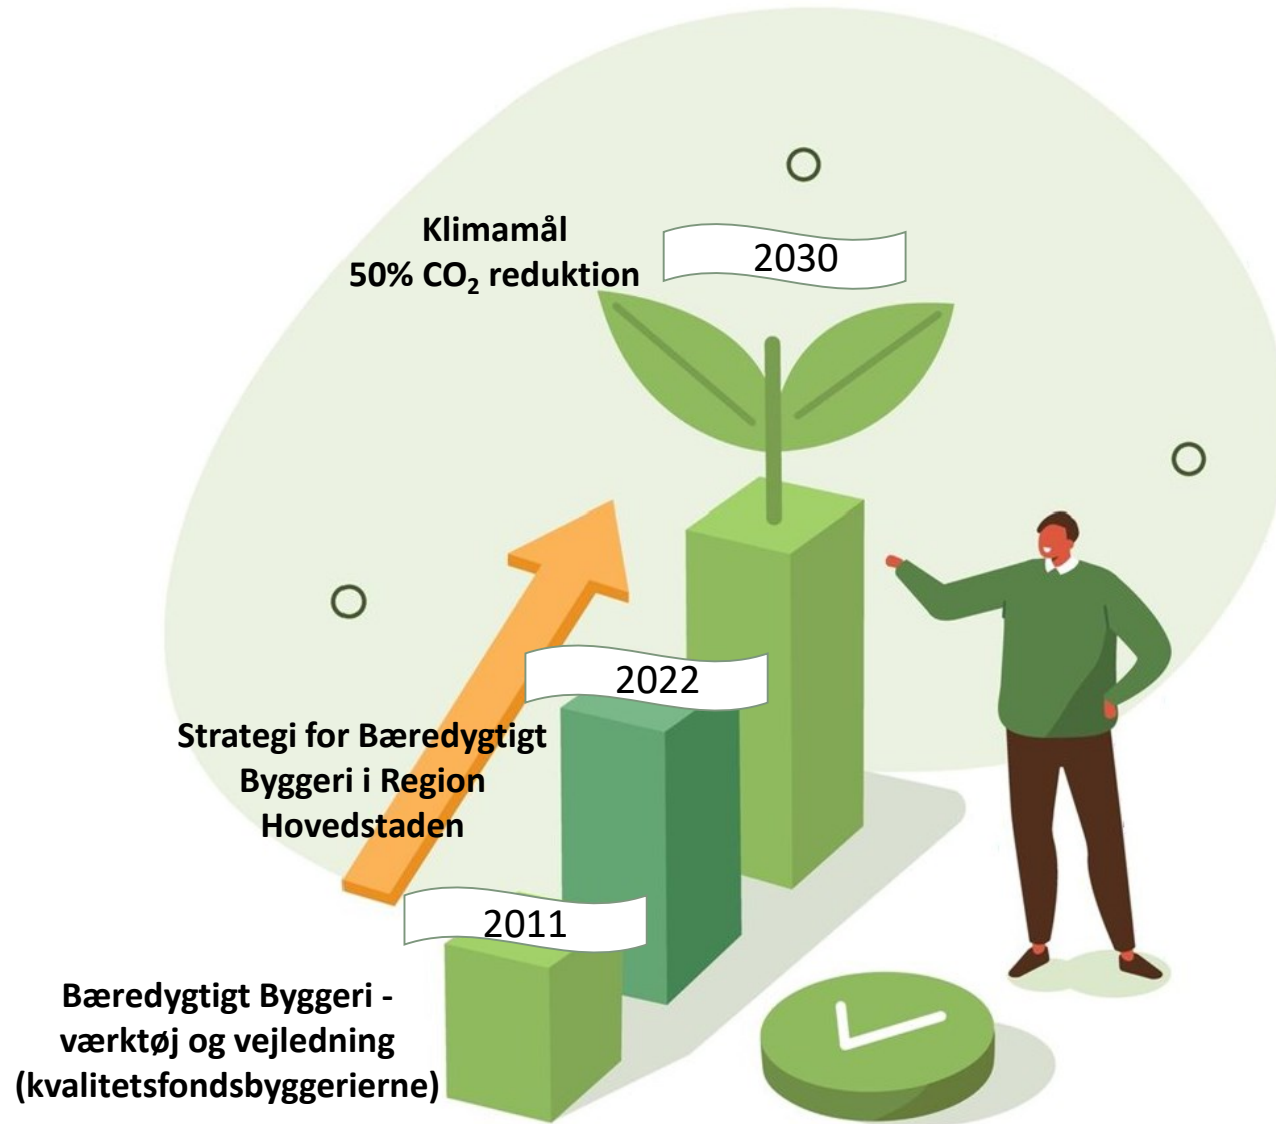 Klimamål
50% CO₂ reduktion
2030
2022
Strategi for Bæredygtigt
Byggeri i Region
Hovedstaden
2011
Bæredygtigt Byggeri -
værktøj og vejledning
(kvalitetsfondsbyggerierne)